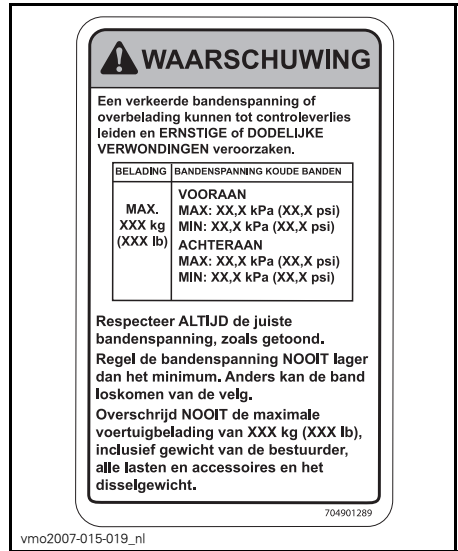 WAARSCHUWING
Een verkeerde bandenspanning of
overbelading kunnen tot controleverlies
leiden en ERNSTIGE of DODELIJKE
VERWONDINGEN veroorzaken.
BELADING BANDENSPANNING KOUDE BANDEN
VOORAAN
MAX. MAX: XX,X kPa (XX,X psi)
XXX kg MIN: XX,X kPa (XX,X psi)
(XXX lb) ACHTERAAN
MAX: XX,X kPa (XX,X psi)
MIN: XX,X kPa (XX,X psi)
Respecteer ALTIJD de juiste
bandenspanning, zoals getoond.
Regel de bandenspanning NOOIT lager
dan het minimum. Anders kan de band
loskomen van de velg.
Overschrijd NOOIT de maximale
voertuigbelading van XXX kg (XXX lb),
inclusief gewicht van de bestuurder,
alle lasten en accessoires en het
disselgewicht.
704901289
vmo2007-015-019_nl